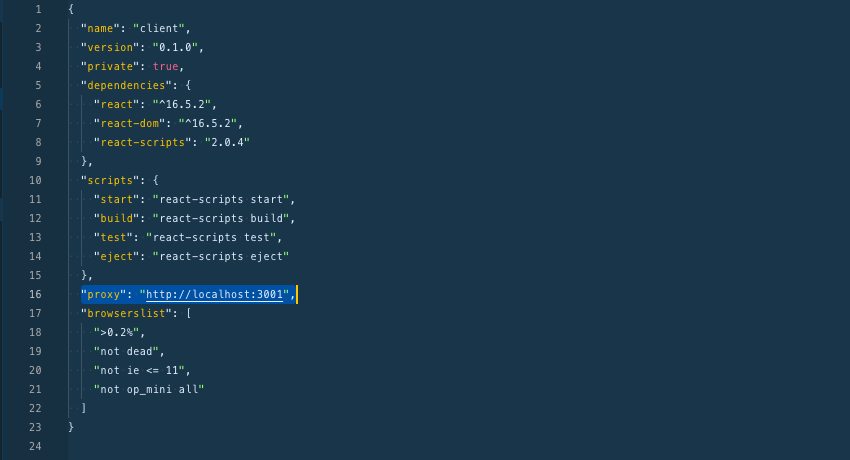 1 {
2 "name": "client",
3 "version": "0.1.0",
4 "private": true,
5 "dependencies": {
6 "react": "^16.5.2",
7 "react-dom": "^16.5.2",
8 "react-scripts": "2.0.4"
9 },
10 "scripts": {
11 "start": "react-scripts start",
12 "build": "react-scripts build",
13 "test": "react-scripts test",
14 "eject": "react-scripts eject"
15 },
16 "proxy": "http://localhost:3001",
17 "browserslist": [
18 ">0.2%",
19 "not dead",
20 "not ie <= 11",
21 "not op_mini all"
22 ]
23 }
24